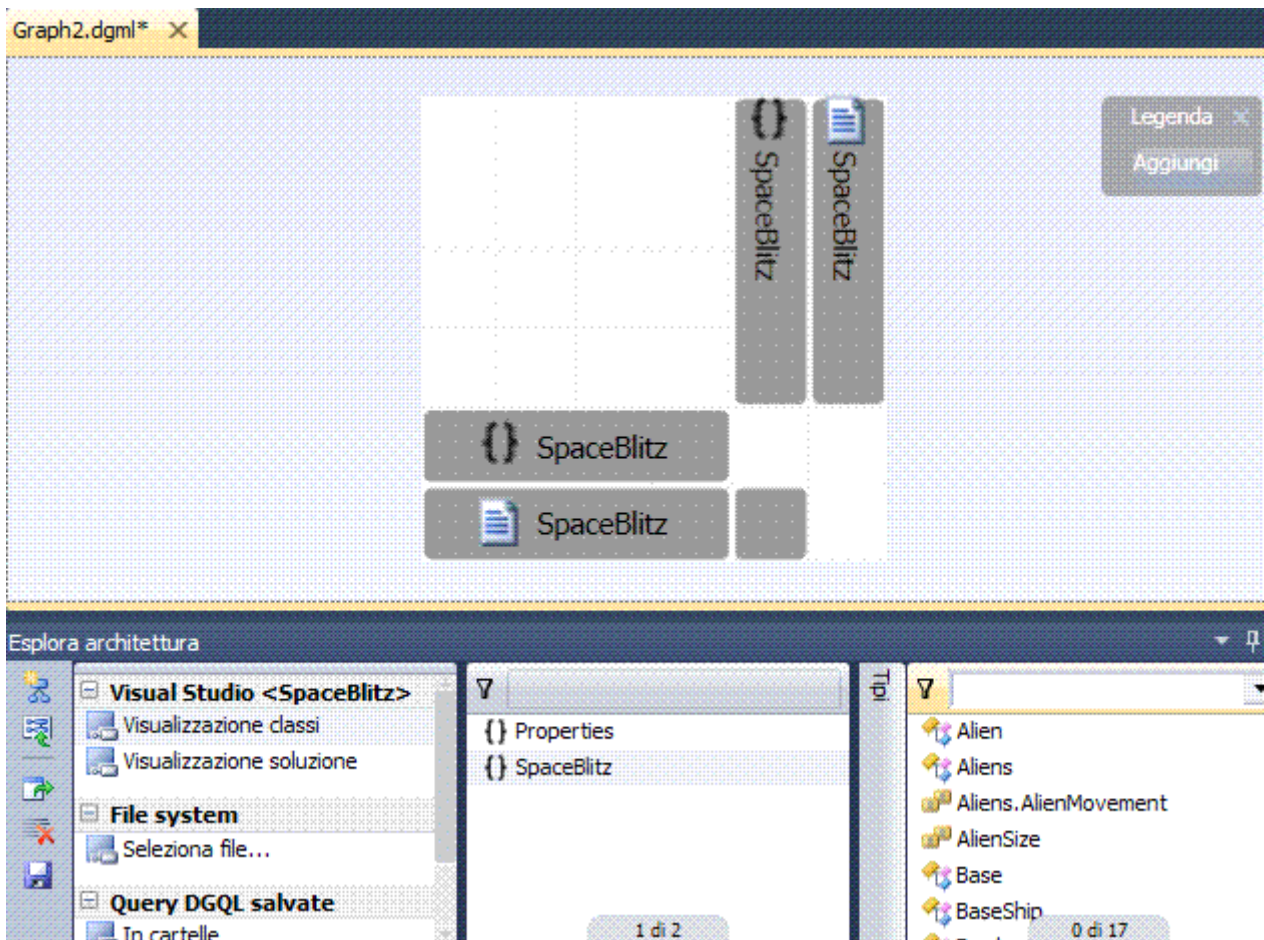 Graph2.dgml*
Legenda
Aggiungi
{} SpaceBlitz
SpaceBlitz
{} SpaceBlitz
SpaceBlitz
Esplora architettura
Visual Studio <SpaceBlitz>
Visualizzazione classi
Visualizzazione soluzione
File system
Seleziona file...
Query DGQL salvate
In cartelle
{} Properties
{} SpaceBlitz
1 di 2
Tipi
Alien
Aliens
Aliens.AlienMovement
AlienSize
Base
BaseShip
0 di 17